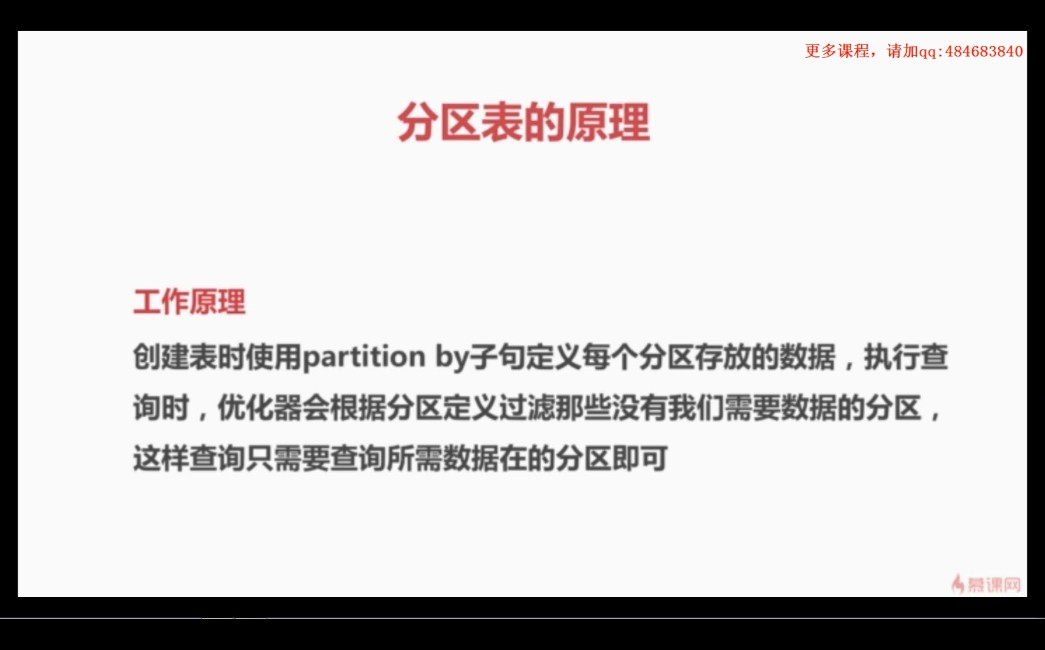 更多课程，请加qq:484683840
分区表的原理
工作原理
创建表时使用partition by子句定义每个分区存放的数据，执行查
询时，优化器会根据分区定义过滤那些没有我们需要数据的分区，
这样查询只需要查询所需数据在的分区即可
慕课网